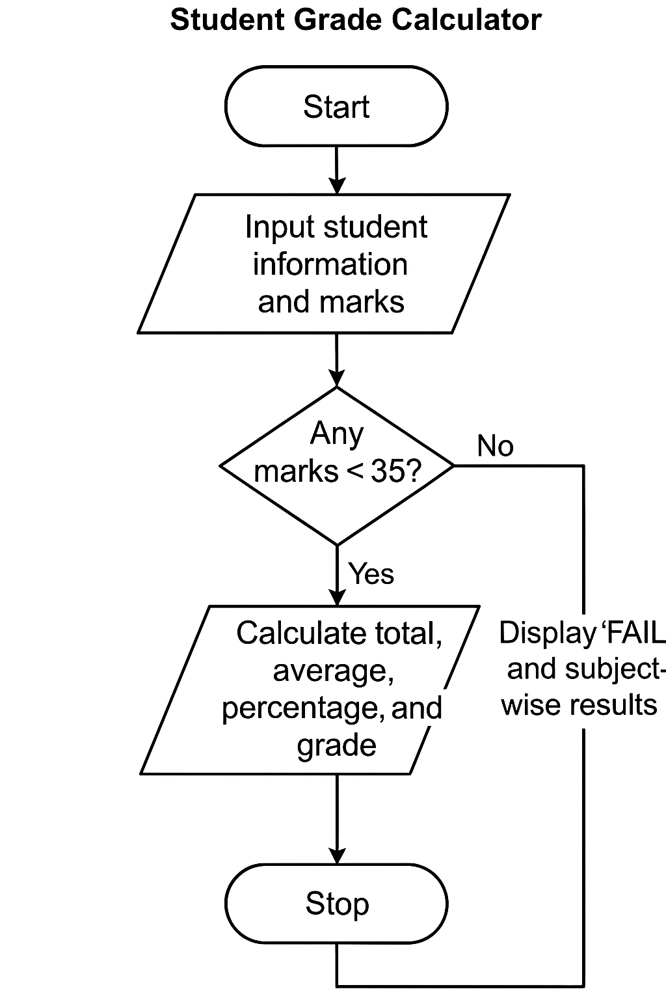 Student Grade Calculator
Start
Input student
information
and marks
Any
marks < 35?
No
Yes
Calculate total,
average,
percentage, and
grade
Display ‘FAIL
and subject-
wise results
Stop